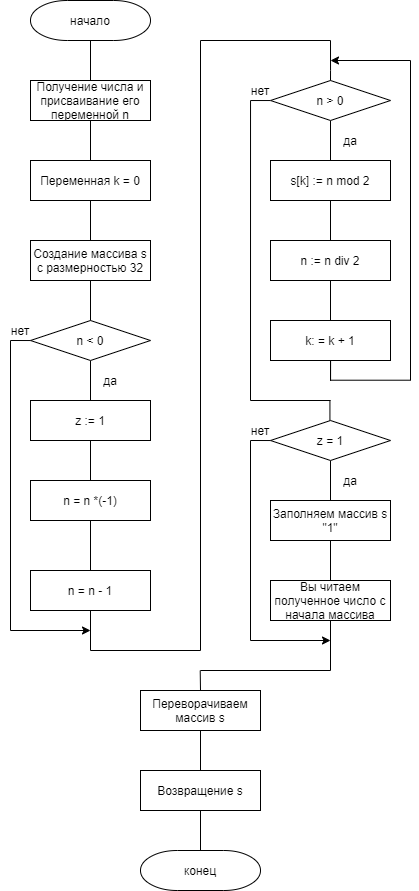 начало
Получение числа и
присваивание его
переменной n
Переменная k = 0
Создание массива s
с размерностью 32
нет
n < 0
да
z := 1
n = n *(-1)
n = n - 1
нет
n > 0
да
s[k] := n mod 2
n := n div 2
k: = k + 1
нет
z = 1
да
Заполняем массив s
"1"
Вы читаем
полученное число с
начала массива
Переворачиваем
массив s
Возвращение s
конец